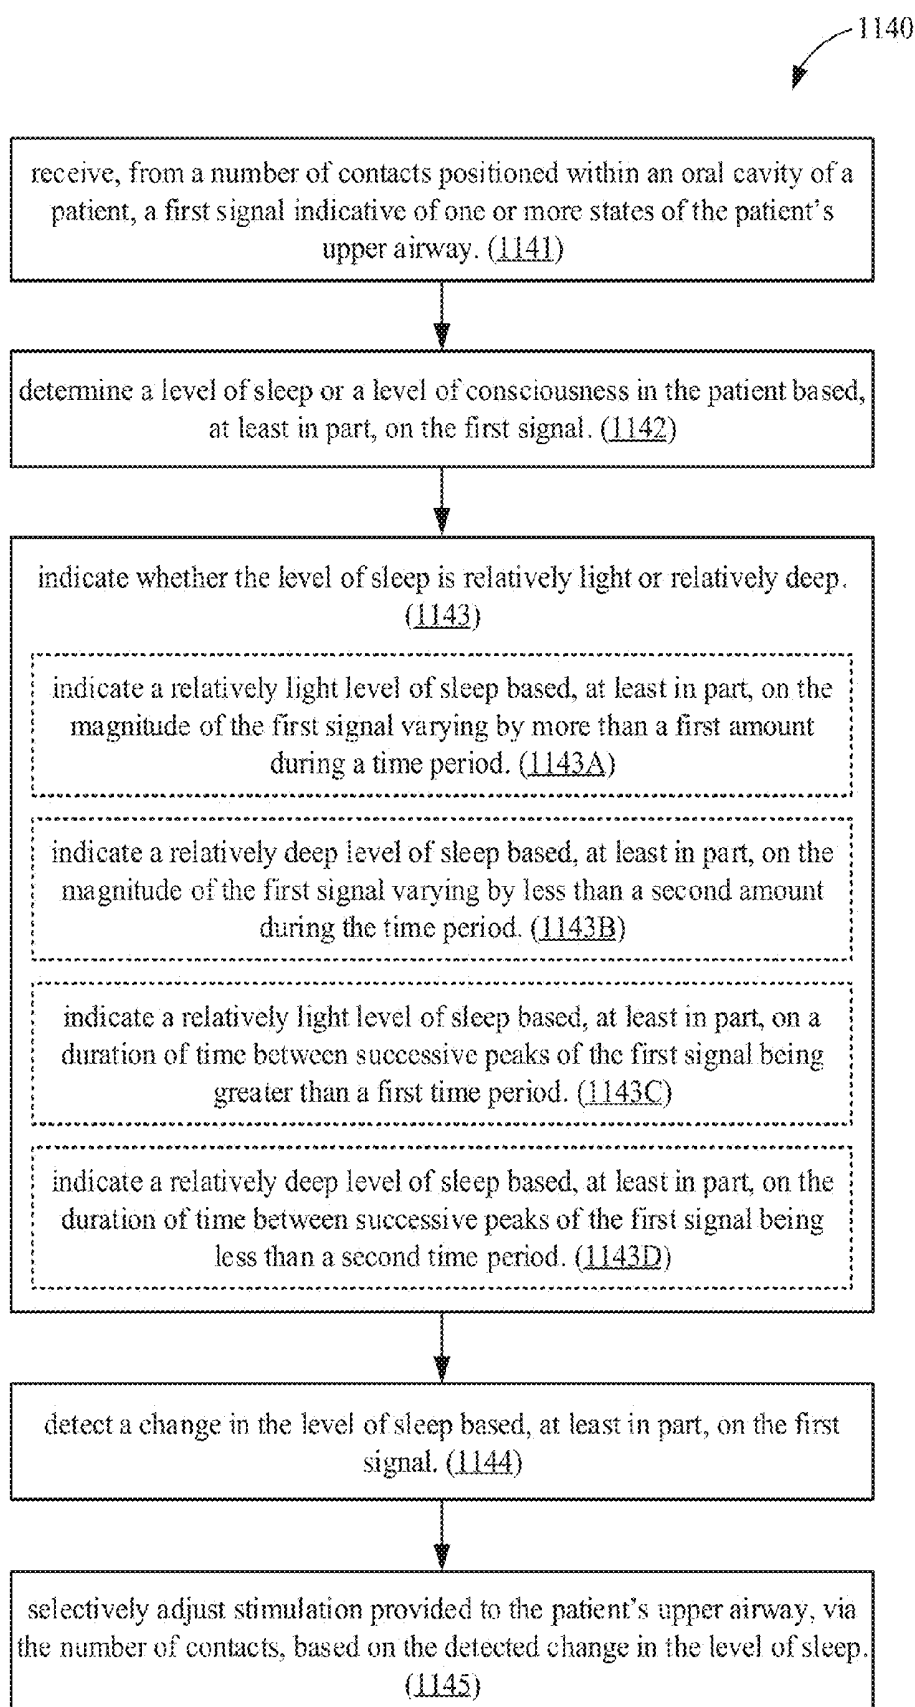 1140
receive, from a number of contacts positioned within an oral cavity of a
patient, a first signal indicative of one or more states of the patient's
upper airway. (1141)
determine a level of sleep or a level of consciousness in the patient based,
at least in part, on the first signal. (1142)
indicate whether the level of sleep is relatively light or relatively deep.
(1143)
indicate a relatively light level of sleep based, at least in part, on the
magnitude of the first signal varying by more than a first amount
during a time period. (1143A)
indicate a relatively deep level of sleep based, at least in part, on the
magnitude of the first signal varying by less than a second amount
during the time period. (1143B)
indicate a relatively light level of sleep based, at least in part, on a
duration of time between successive peaks of the first signal being
greater than a first time period. (1143C)
indicate a relatively deep level of sleep based, at least in part, on the
duration of time between successive peaks of the first signal being
less than a second time period. (1143D)
detect a change in the level of sleep based, at least in part, on the first
signal. (1144)
selectively adjust stimulation provided to the patient's upper airway, via
the number of contacts, based on the detected change in the level of sleep.
(1145)